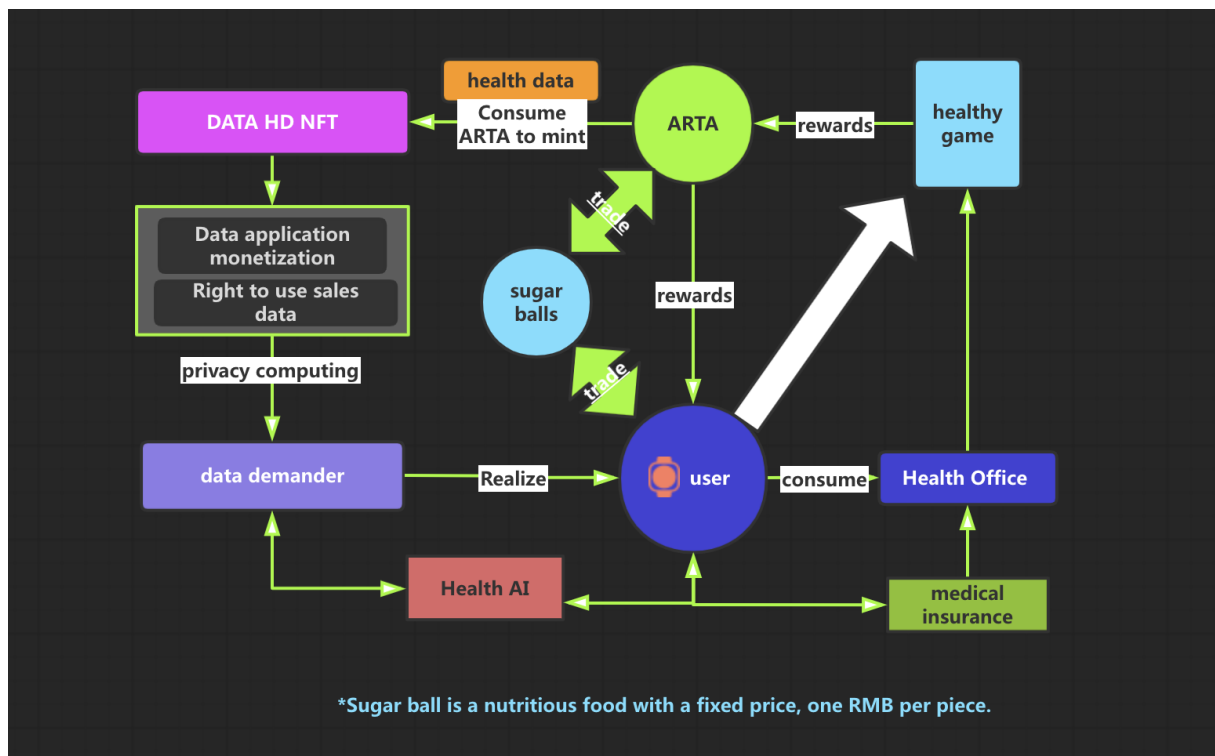 health data
DATA HD NFT
Consume
ARTA to mint
ARTA
rewards
healthy
game
trade
Data application
monetization
Right to use sales
data
sugar
balls
rewards
privacy computing
trade
data demander
Realize
user
consume
Health Office
Health AI
medical
insurance
*Sugar ball is a nutritious food with a fixed price, one RMB per piece.